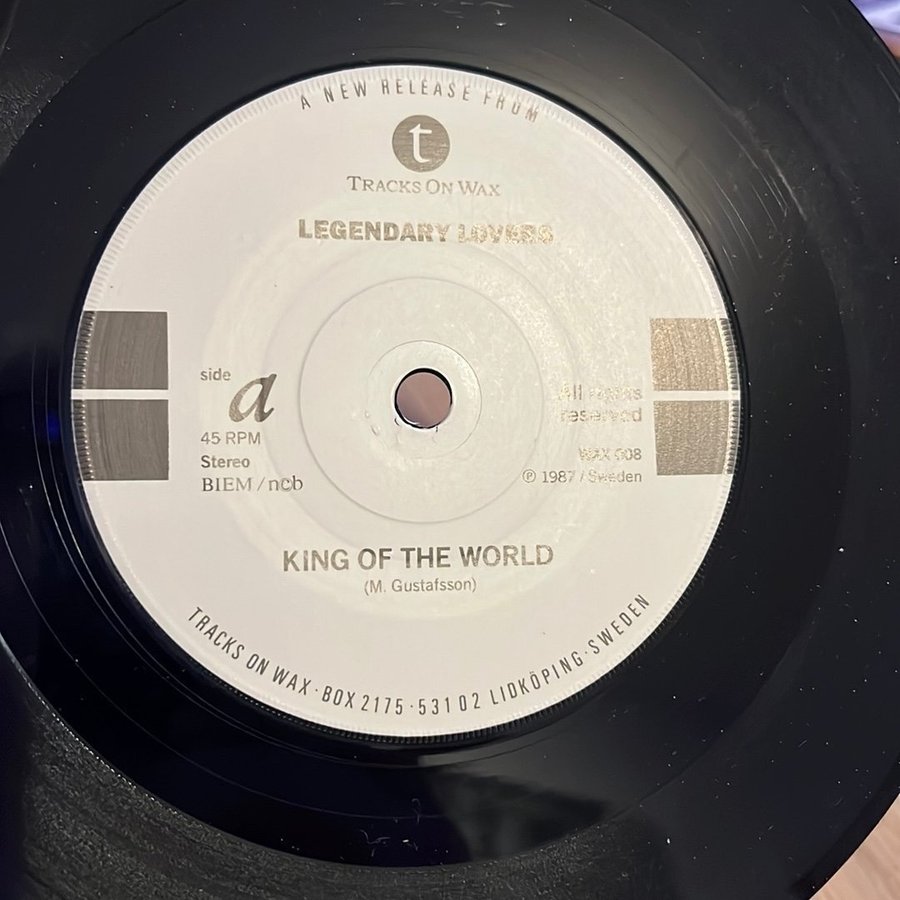 A NEW RELEASE FROM
t
TRACKS ON WAX
LEGENDARY LOVERS
side a
45 RPM
Stereo
BIEM / ncb
All rights
reserved
WAX 008
℗ 1987 / Sweden
KING OF THE WORLD
(M. Gustafsson)
TRACKS ON WAX · BOX 2175 · 531 02 LIDKÖPING · SWEDEN